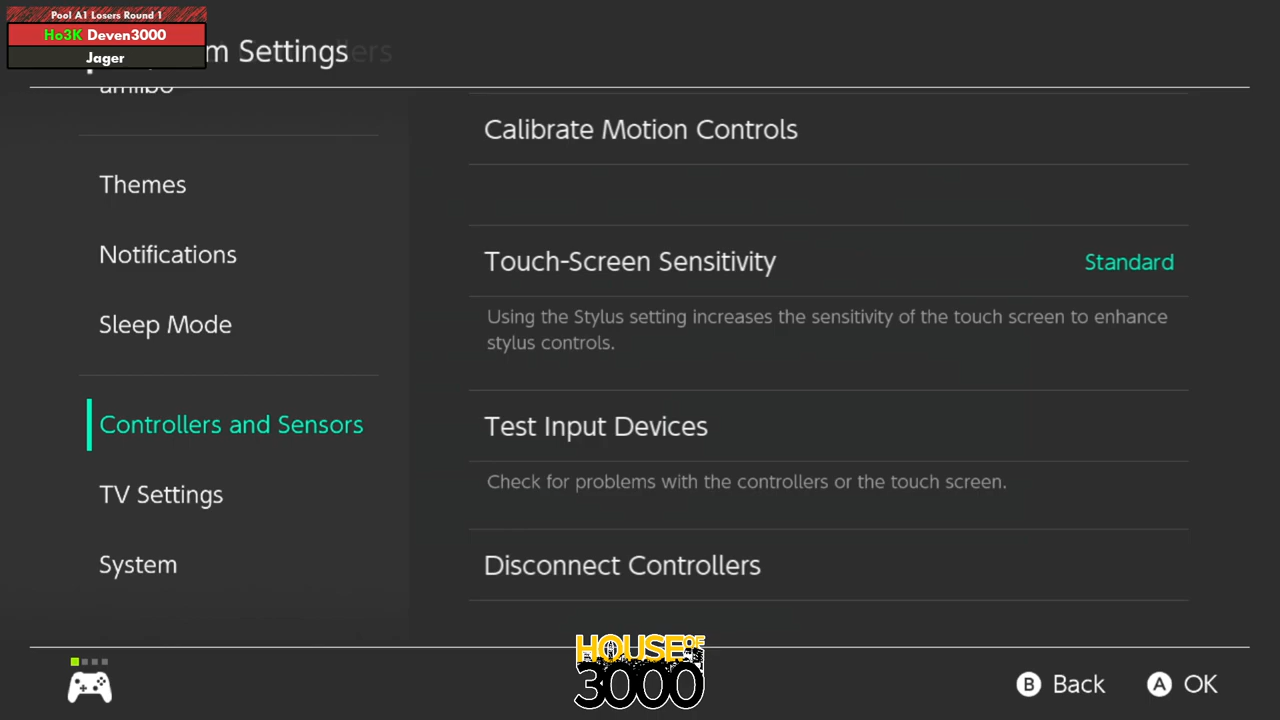 Pool A1 Losers Round 1
Ho3K Deven3000
Jager
m Settings
ers
amiibo
Themes
Notifications
Sleep Mode
Controllers and Sensors
TV Settings
System
Calibrate Motion Controls
Touch-Screen Sensitivity Standard
Using the Stylus setting increases the sensitivity of the touch screen to enhance
stylus controls.
Test Input Devices
Check for problems with the controllers or the touch screen.
Disconnect Controllers
HOUSE OF
3000
B Back A OK